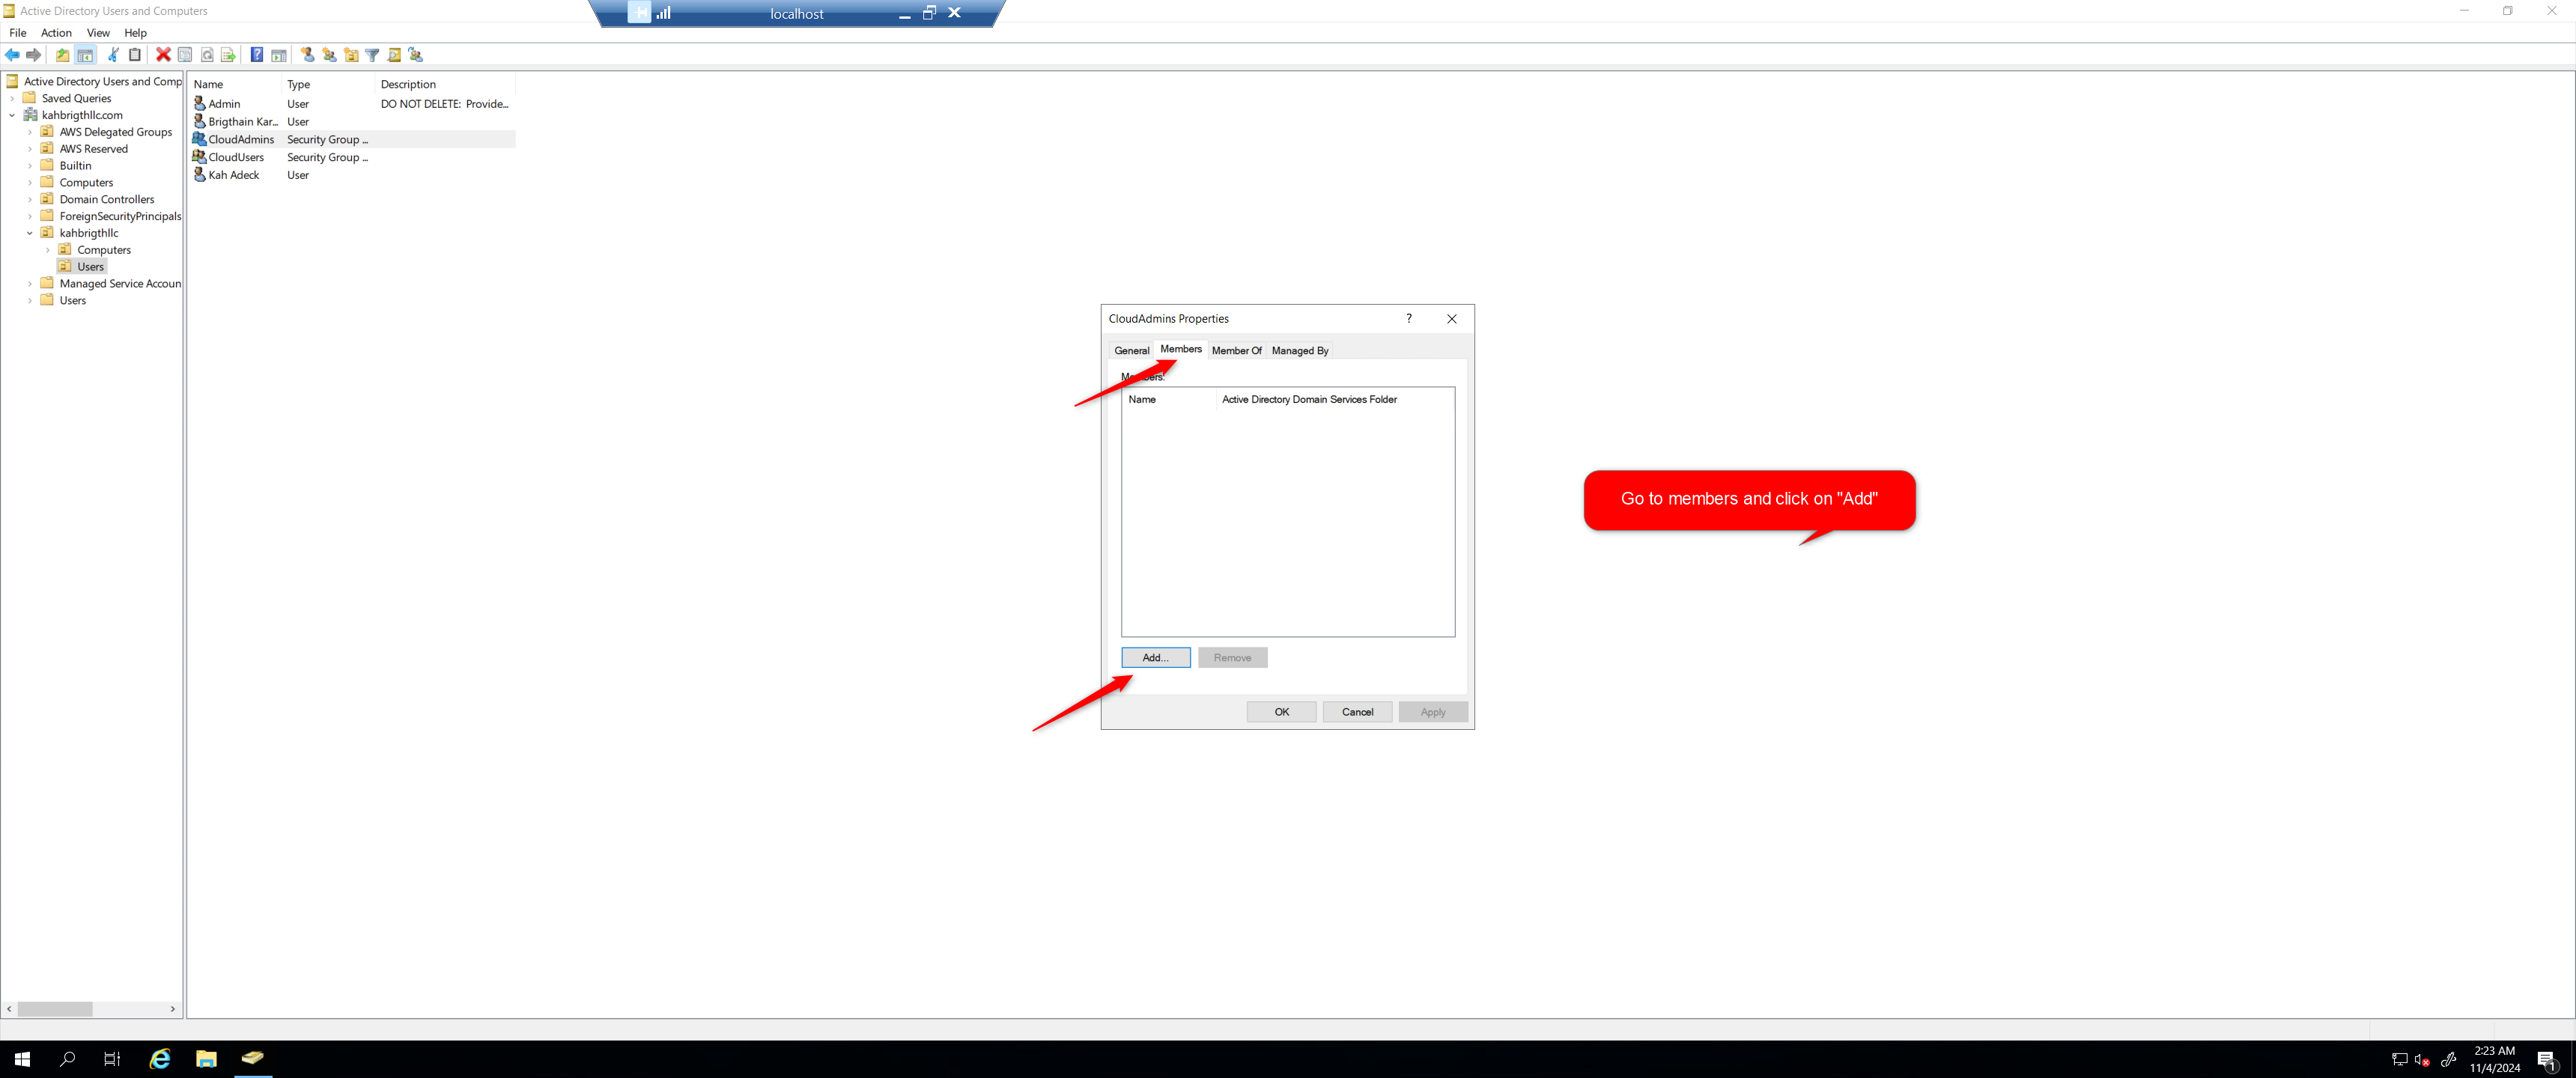 Active Directory Users and Computers
localhost
File Action View Help
Active Directory Users and Comp
Saved Queries
kahbrigthllc.com
AWS Delegated Groups
AWS Reserved
Builtin
Computers
Domain Controllers
ForeignSecurityPrincipals
kahbrigthllc
Computers
Users
Managed Service Accoun
Users
Name Type Description
Admin User DO NOT DELETE: Provide...
Brigthain Kar... User
CloudAdmins Security Group ...
CloudUsers Security Group ...
Kah Adeck User
CloudAdmins Properties
?
General Members Member Of Managed By
Members:
Name Active Directory Domain Services Folder
Add... Remove
OK Cancel Apply
Go to members and click on "Add"
2:23 AM
11/4/2024
1